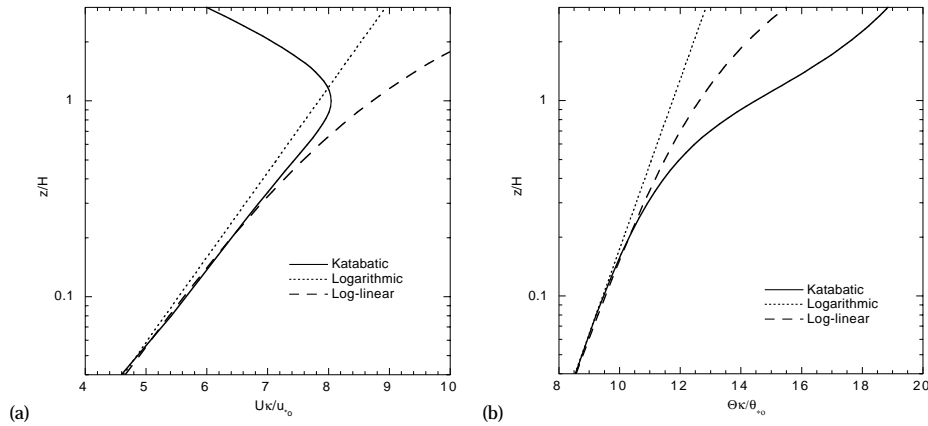 1
z/H
0.1
Katabatic
Logarithmic
Log-linear
4 5 6 7 8 9 10
Uκ/u*o
(a)
1
z/H
0.1
Katabatic
Logarithmic
Log-linear
8 10 12 14 16 18 20
Θκ/θ*o
(b)